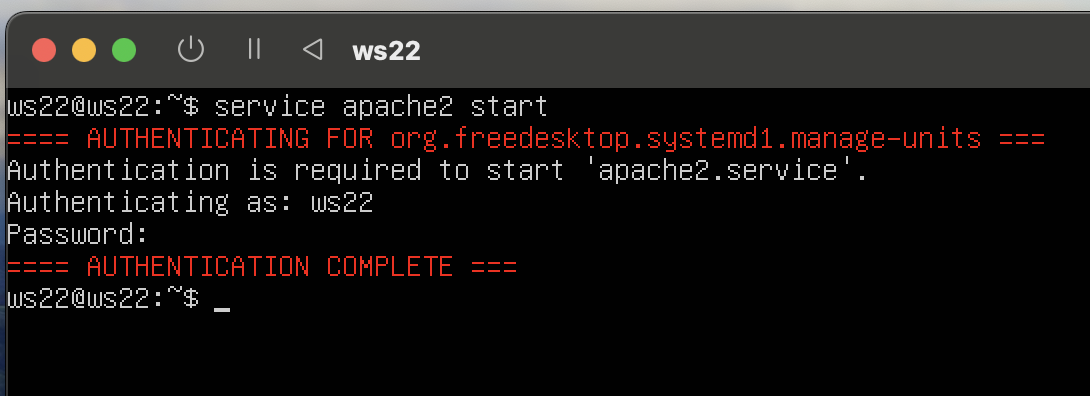 ws22
ws22@ws22:~$ service apache2 start
==== AUTHENTICATING FOR org.freedesktop.systemd1.manage-units ===
Authentication is required to start 'apache2.service'.
Authenticating as: ws22
Password:
==== AUTHENTICATION COMPLETE ===
ws22@ws22:~$ _